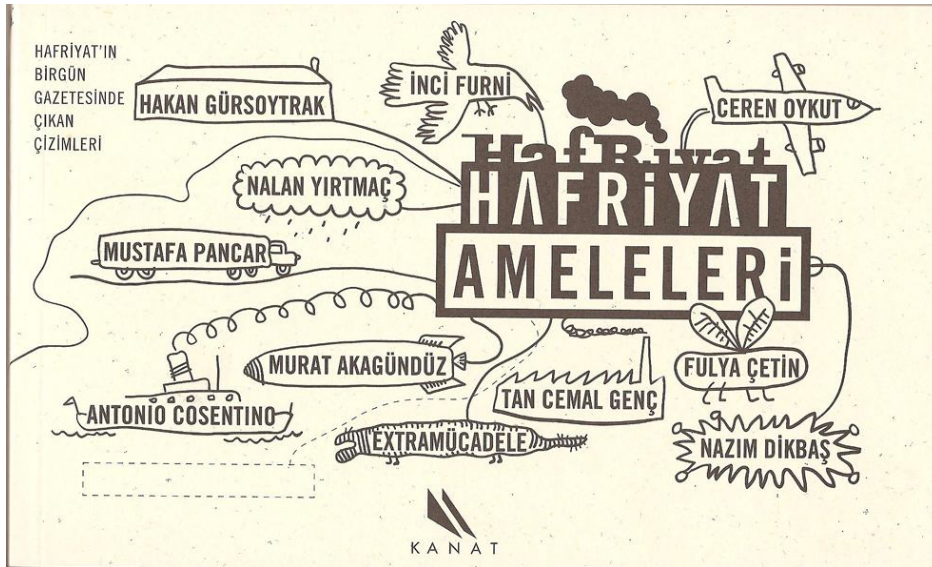 HAFRİYAT'IN
BİRGÜN
GAZETESİNDE
ÇIKAN
ÇİZİMLERİ
HAKAN GÜRSOYTRAK
İNCİ FURNİ
CEREN OYKUT
HafRiyat
HAFRİYAT
AMELELERİ
NALAN YIRTMAÇ
MUSTAFA PANCAR
MURAT AKAGÜNDÜZ
FULYA ÇETİN
TAN CEMAL GENÇ
ANTONIO COSENTINO
EXTRAMÜCADELE
NAZIM DİKBAŞ
KANAT